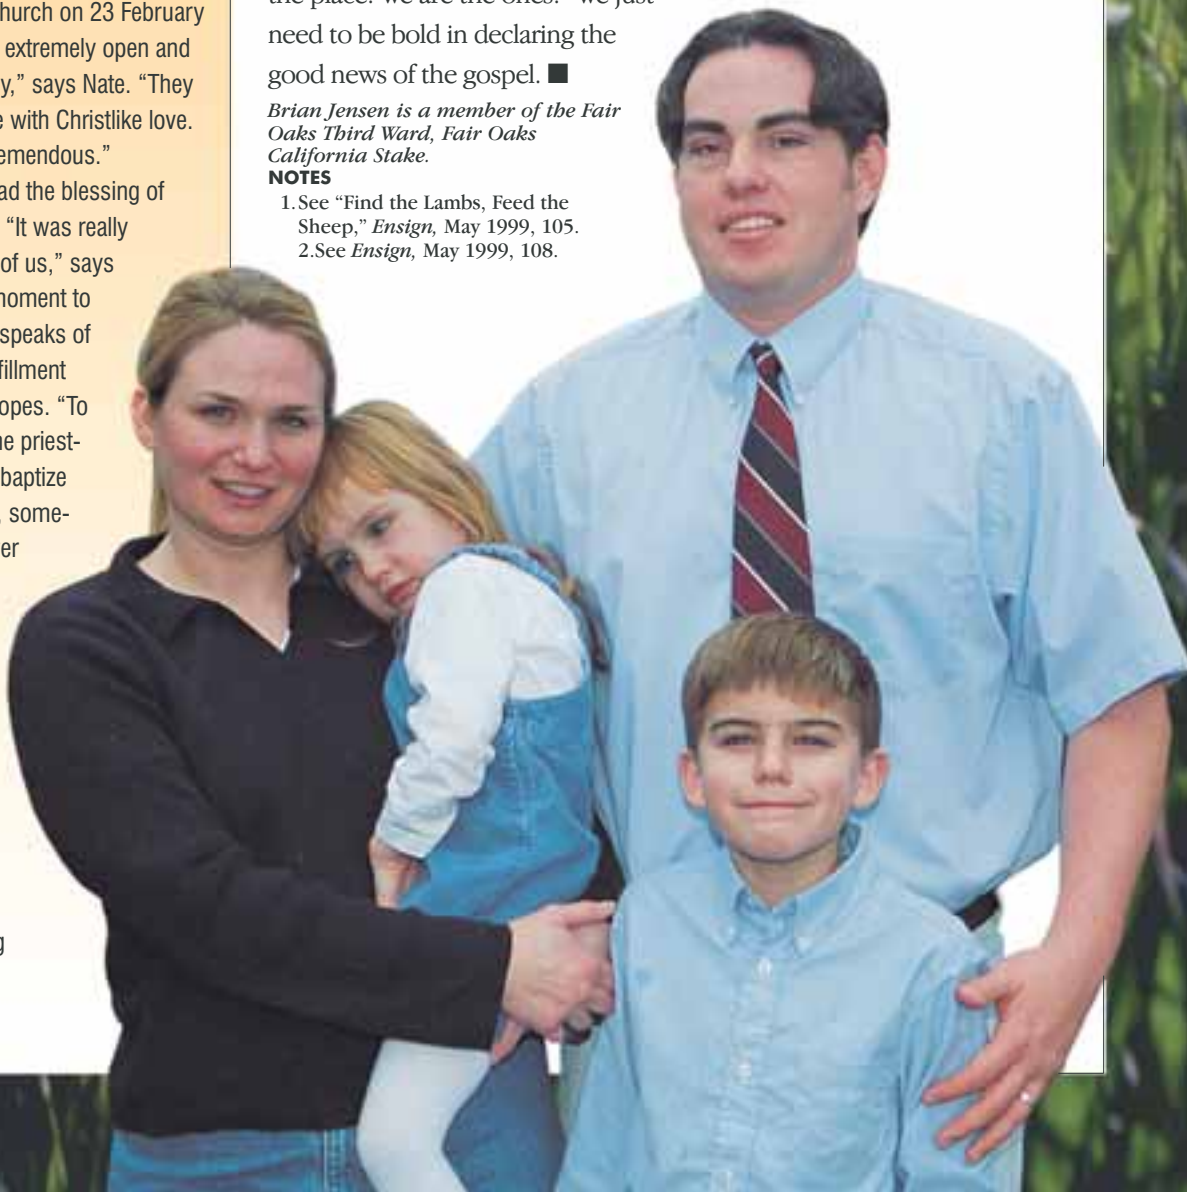 hurch on 23 February
extremely open and
y,” says Nate. “They
e with Christlike love.
emendous.”
ad the blessing of
“It was really
of us,” says
moment to
speaks of
fillment
opes. “To
he priest-
baptize
, some-
er
g
the place. We are the ones. We just
need to be bold in declaring the
good news of the gospel. ■
Brian Jensen is a member of the Fair
Oaks Third Ward, Fair Oaks
California Stake.
NOTES
1. See “Find the Lambs, Feed the
Sheep,” Ensign, May 1999, 105.
2.See Ensign, May 1999, 108.